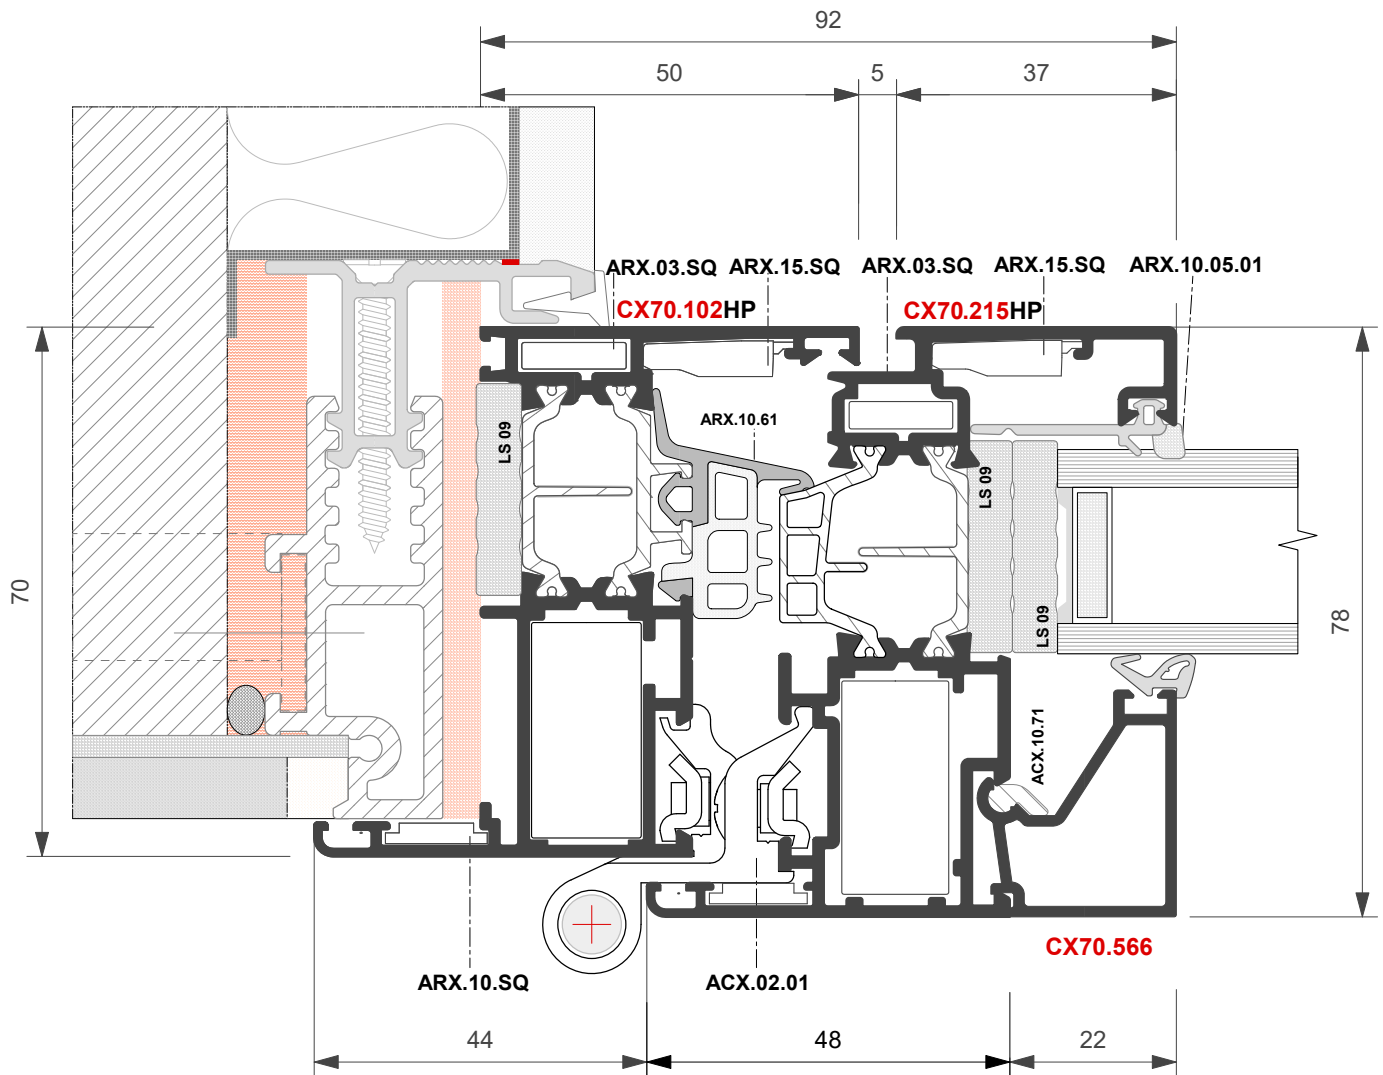 92
50
5
37
ARX.03.SQ
ARX.15.SQ
ARX.03.SQ
ARX.15.SQ
ARX.10.05.01
CX70.102HP
CX70.215HP
ARX.10.61
LS 09
LS 09
LS 09
70
78
ACX.10.71
CX70.566
ARX.10.SQ
ACX.02.01
44
48
22